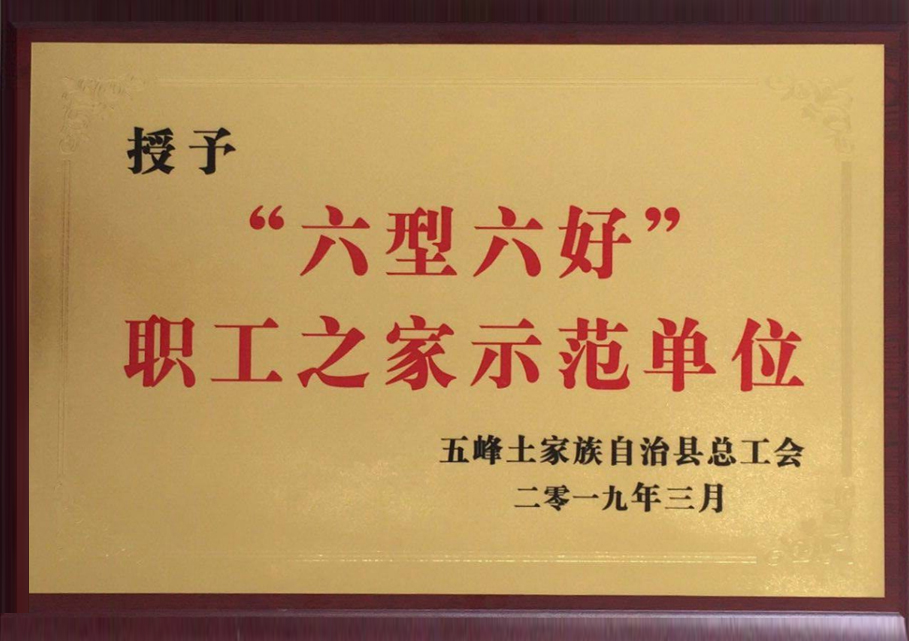 授予
“六型六好”
职工之家示范单位
五峰土家族自治县总工会
二零一九年三月